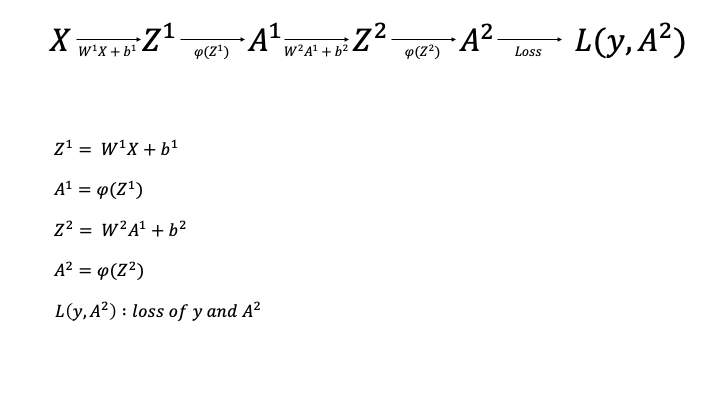 X W¹X + b¹ Z¹ φ(Z¹) A¹ W²A¹ + b² Z² φ(Z²) A² Loss L(y, A²)
Z¹ = W¹X + b¹
A¹ = φ(Z¹)
Z² = W²A¹ + b²
A² = φ(Z²)
L(y, A²) : loss of y and A²